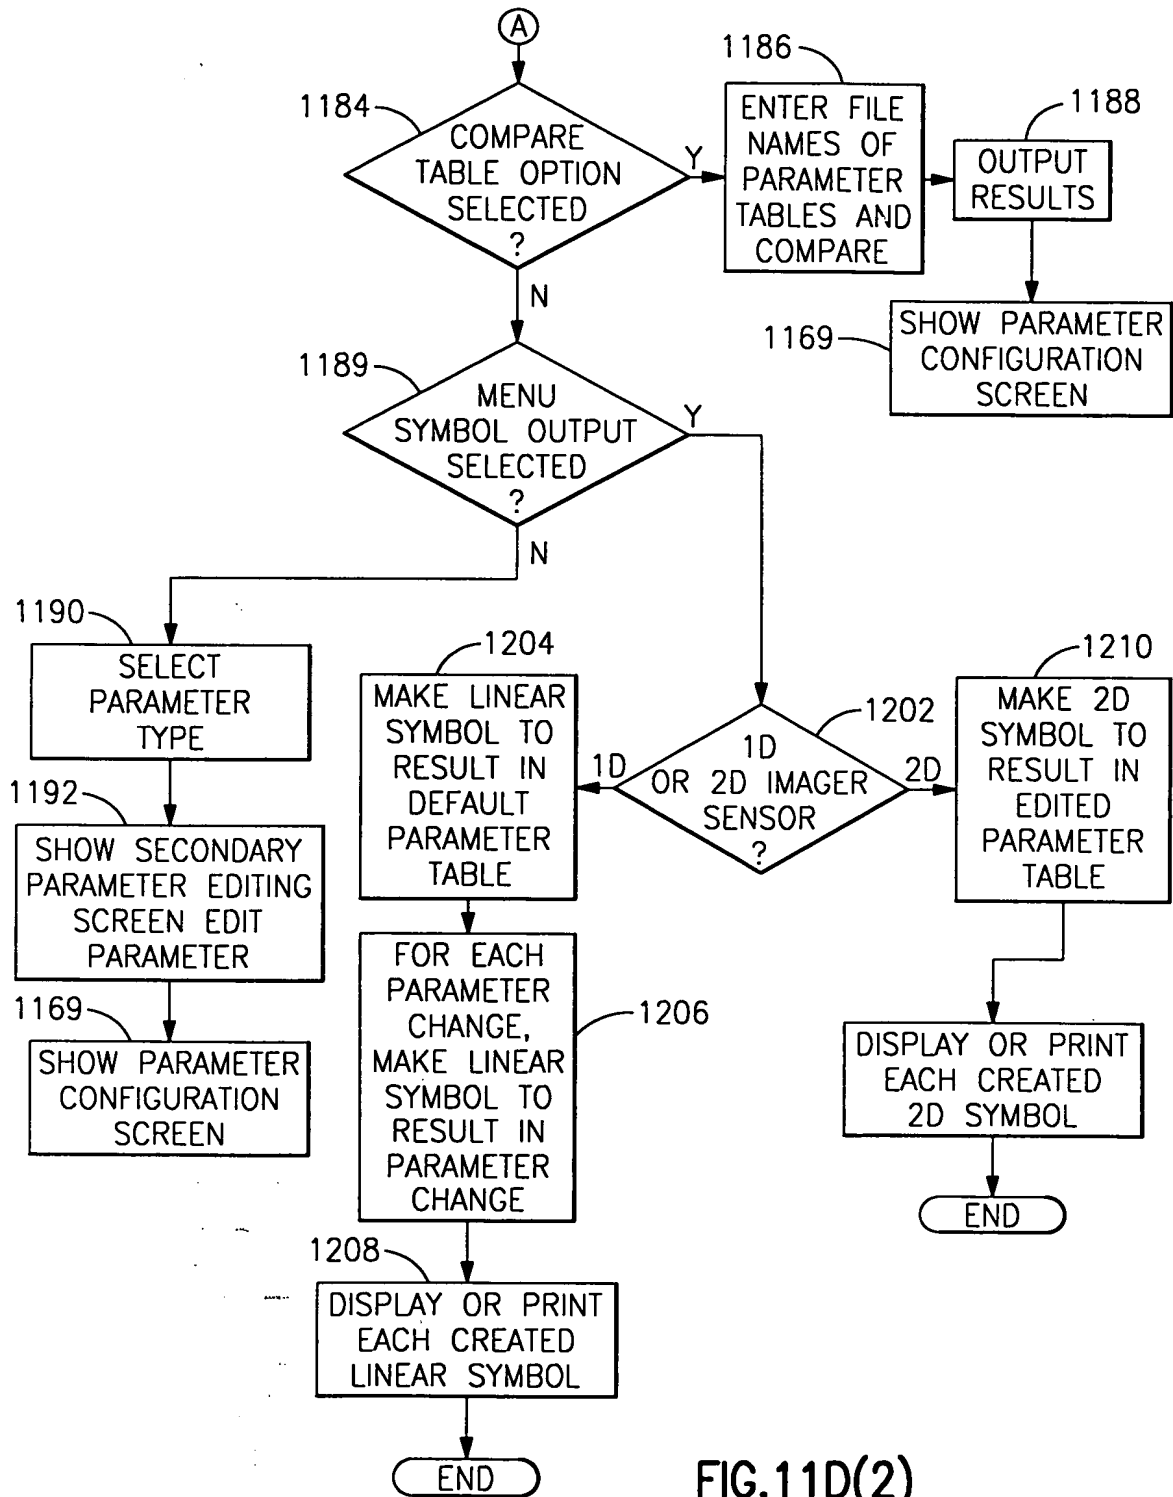 A
1184
COMPARE
TABLE OPTION
SELECTED
?
Y
N
1186
ENTER FILE
NAMES OF
PARAMETER
TABLES AND
COMPARE
1188
OUTPUT
RESULTS
1169
SHOW PARAMETER
CONFIGURATION
SCREEN
1189
MENU
SYMBOL OUTPUT
SELECTED
?
Y
N
1190
SELECT
PARAMETER
TYPE
1192
SHOW SECONDARY
PARAMETER EDITING
SCREEN EDIT
PARAMETER
1169
SHOW PARAMETER
CONFIGURATION
SCREEN
1202
1D
OR 2D IMAGER
SENSOR
?
1D
2D
1204
MAKE LINEAR
SYMBOL TO
RESULT IN
DEFAULT
PARAMETER
TABLE
1206
FOR EACH
PARAMETER
CHANGE,
MAKE LINEAR
SYMBOL TO
RESULT IN
PARAMETER
CHANGE
1208
DISPLAY OR PRINT
EACH CREATED
LINEAR SYMBOL
END
1210
MAKE 2D
SYMBOL TO
RESULT IN
EDITED
PARAMETER
TABLE
DISPLAY OR PRINT
EACH CREATED
2D SYMBOL
END
FIG.11D(2)